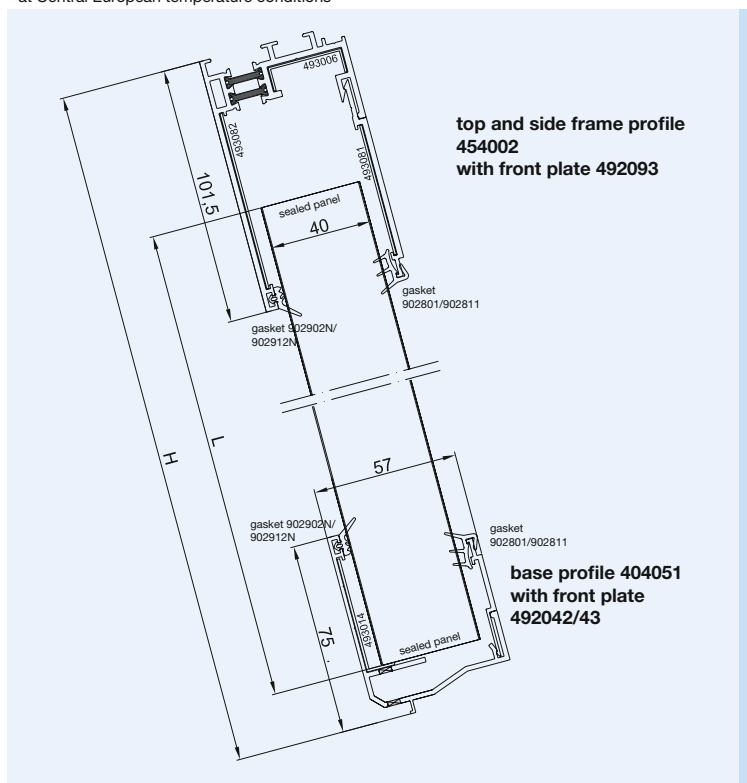 at Central European temperature conditions
493006
top and side frame profile
454002
with front plate 492093
493082
493081
101,5
sealed panel
40
gasket
902801/902811
gasket 902902N/
902912N
L
H
57
gasket 902902N/
902912N
gasket
902801/902811
base profile 404051
with front plate
492042/43
493014
75
sealed panel